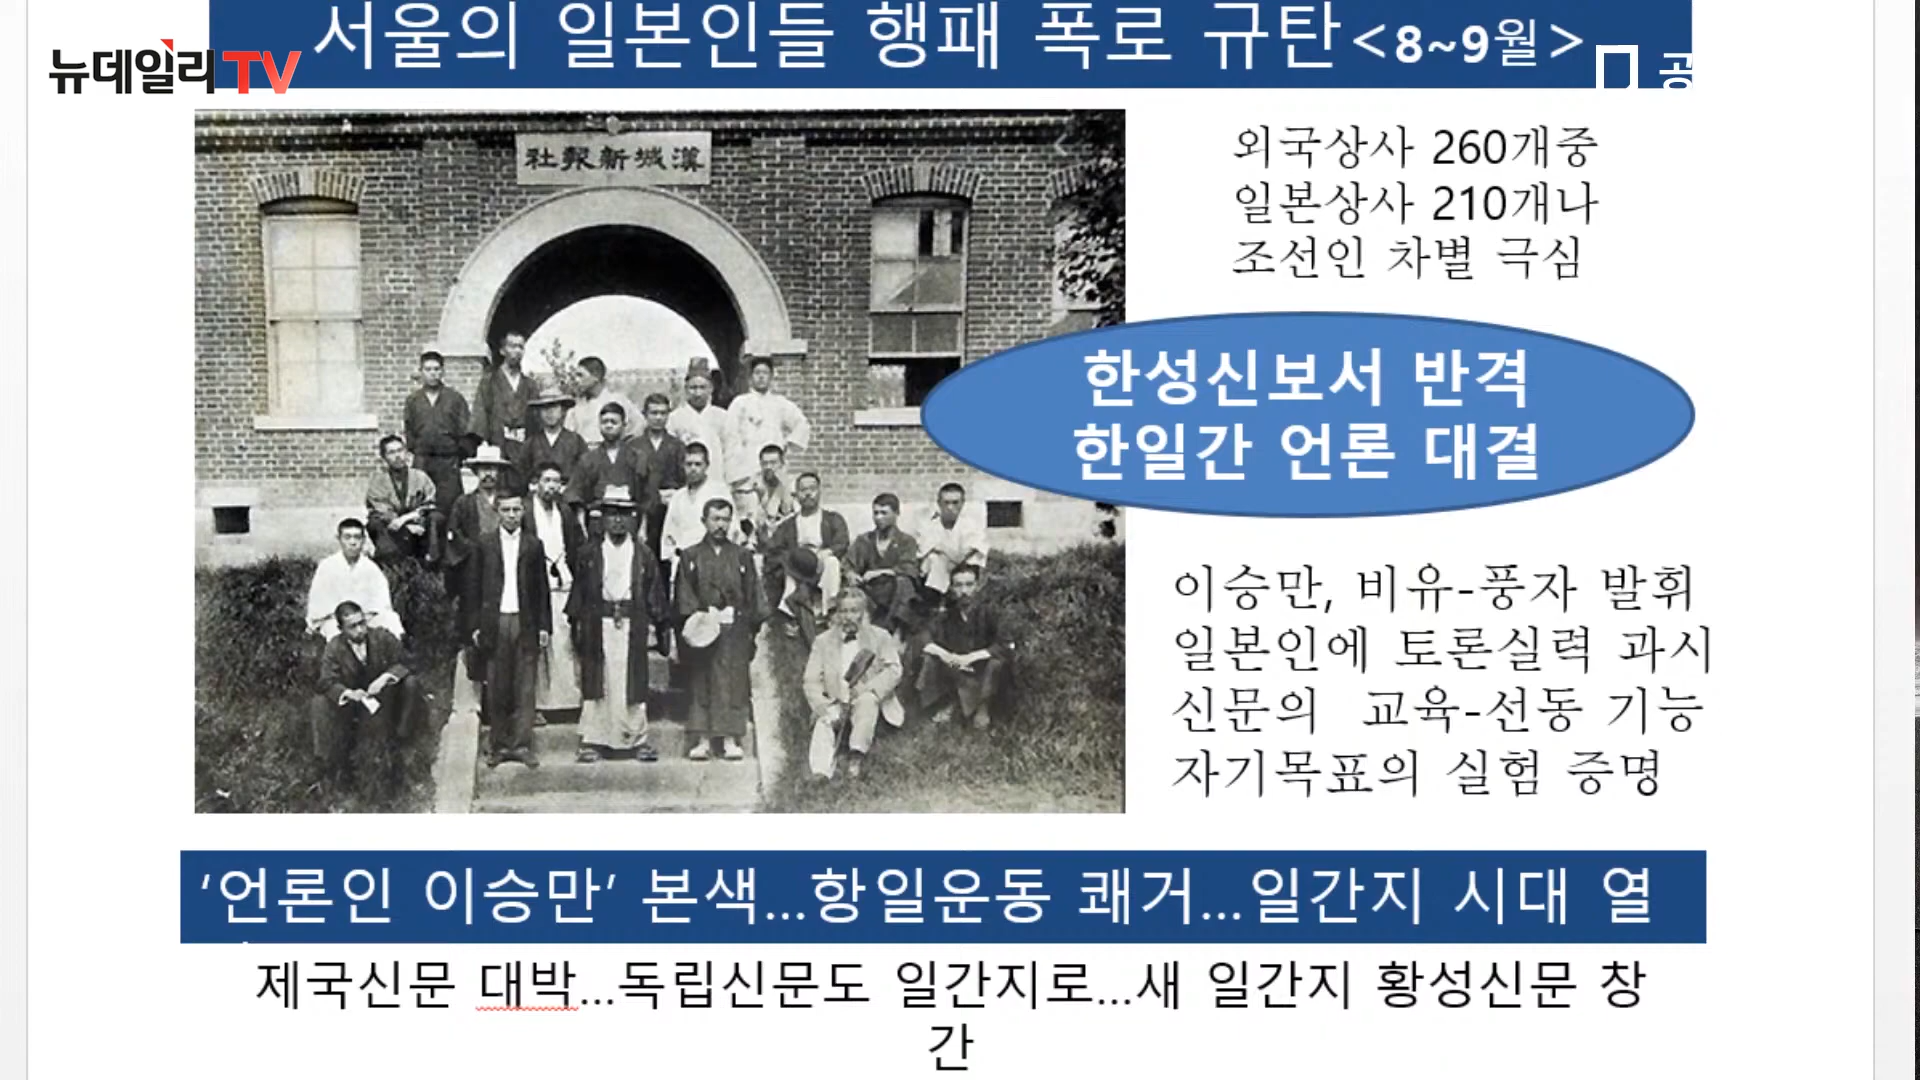 서울의 일본인들 행패 폭로 규탄<8~9월>
뉴데일리TV
공
社報新城漢
외국상사 260개중
일본상사 210개나
조선인 차별 극심
한성신보서 반격
한일간 언론 대결
이승만, 비유-풍자 발휘
일본인에 토론실력 과시
신문의 교육-선동 기능
자기목표의 실험 증명
‘언론인 이승만’ 본색...항일운동 쾌거...일간지 시대 열
제국신문 대박...독립신문도 일간지로...새 일간지 황성신문 창
간